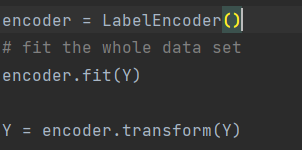 encoder = LabelEncoder()
# fit the whole data set
encoder.fit(Y)
Y = encoder.transform(Y)